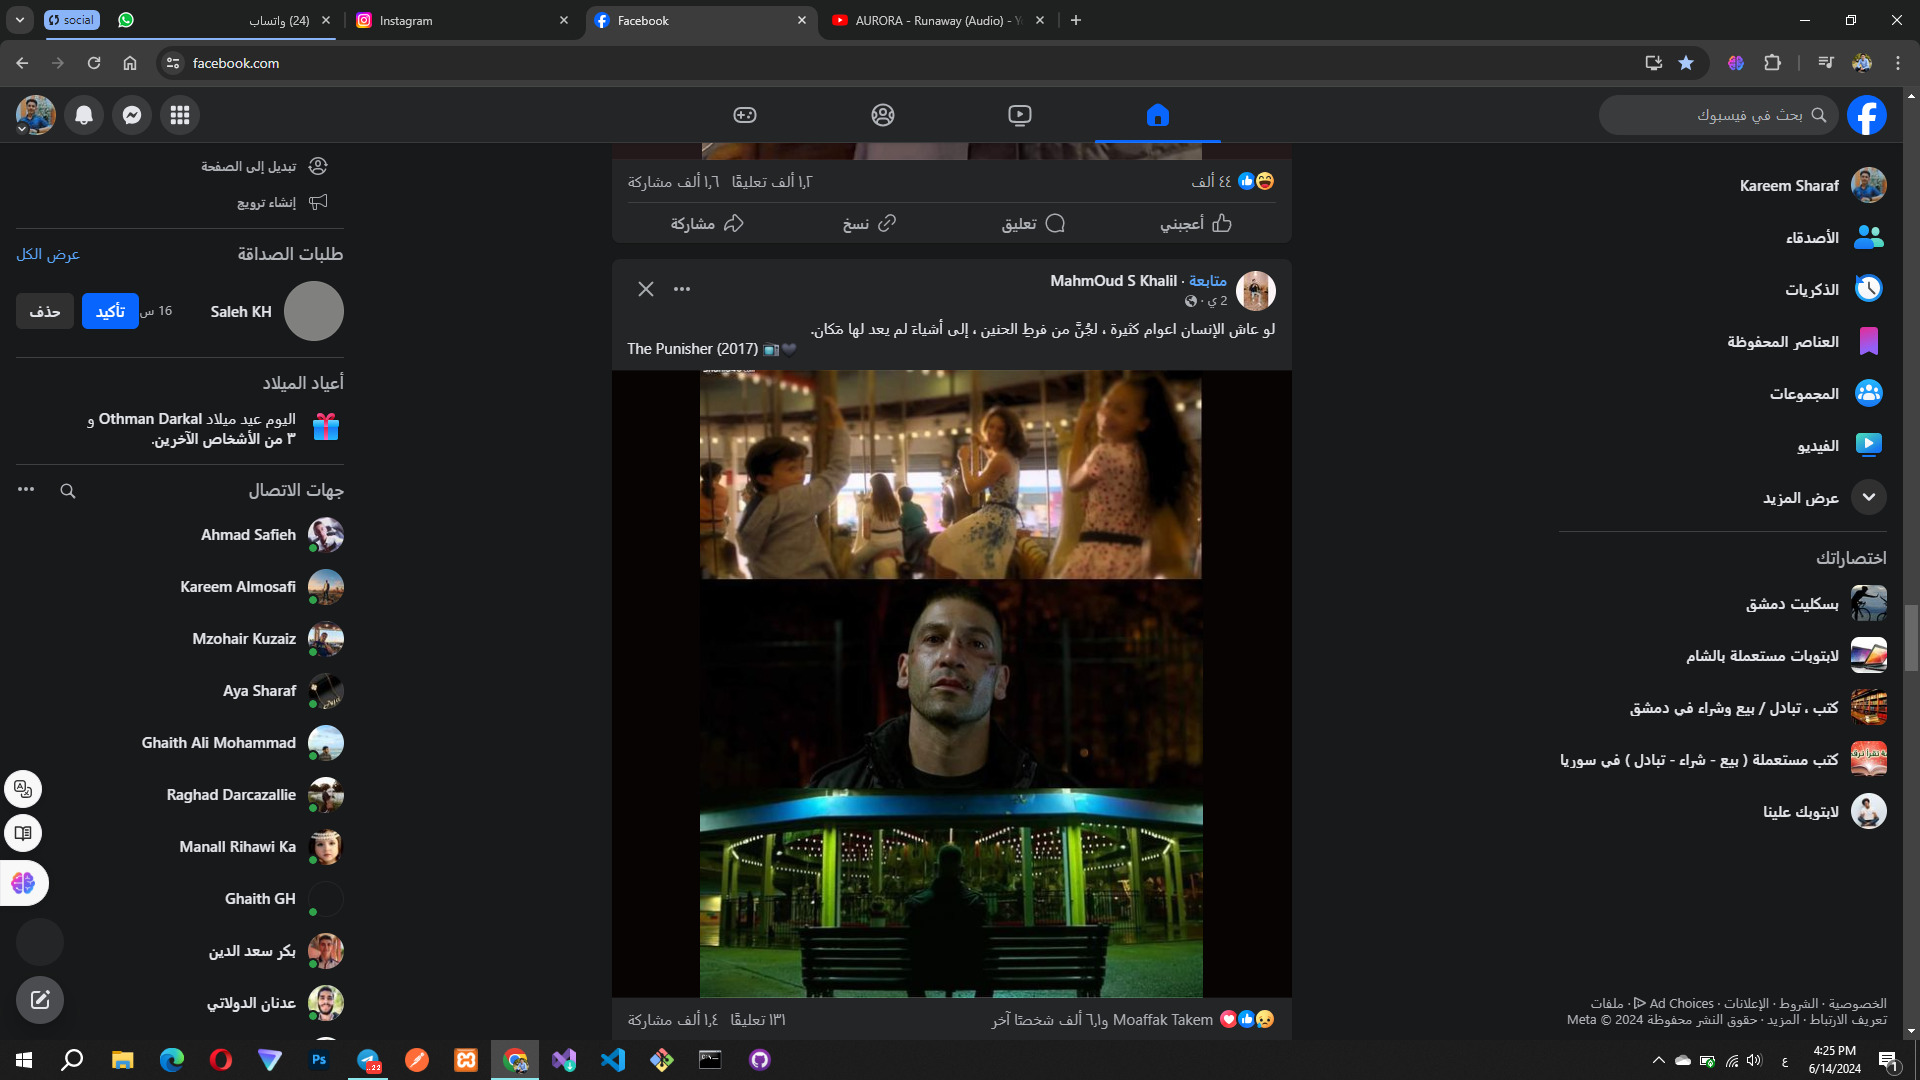 social
(24) واتساب
Instagram
Facebook
AURORA - Runaway (Audio) - Y
facebook.com
بحث في فيسبوك
تبديل إلى الصفحة
إنشاء ترويج
طلبات الصداقة
عرض الكل
Saleh KH
16 س
تأكيد
حذف
أعياد الميلاد
اليوم عيد ميلاد Othman Darkal و
٣ من الأشخاص الآخرين.
جهات الاتصال
Ahmad Safieh
Kareem Almosafi
Mzohair Kuzaiz
Aya Sharaf
Ghaith Ali Mohammad
Raghad Darcazallie
Manall Rihawi Ka
Ghaith GH
بكر سعد الدين
عدنان الدولاتي
٤٤ ألف
١٫٢ ألف تعليقًا
١٫٦ ألف مشاركة
أعجبني
تعليق
نسخ
مشاركة
MahmOud S Khalil · متابعة
2 ي ·
لو عاش الإنسان اعوام كثيرة ، لجُنَّ من فرطِ الحنين ، إلى أشياءَ لم يعد لها مَكان.
The Punisher (2017) 📺🖤
Moaffak Takem و٦٫١ ألف شخصًا آخر
١٣١ تعليقًا
١٫٤ ألف مشاركة
Kareem Sharaf
الأصدقاء
الذكريات
العناصر المحفوظة
المجموعات
الفيديو
عرض المزيد
اختصاراتك
بسكليت دمشق
لابتوبات مستعملة بالشام
كتب ، تبادل / بيع وشراء في دمشق
كتب مستعملة ( بيع - شراء - تبادل ) في سوريا
لابتوبك علينا
الخصوصية · الشروط · الإعلانات · Ad Choices · ملفات
تعريف الارتباط · المزيد · حقوق النشر محفوظة Meta © 2024
Ps
..22
ع
4:25 PM
6/14/2024
1